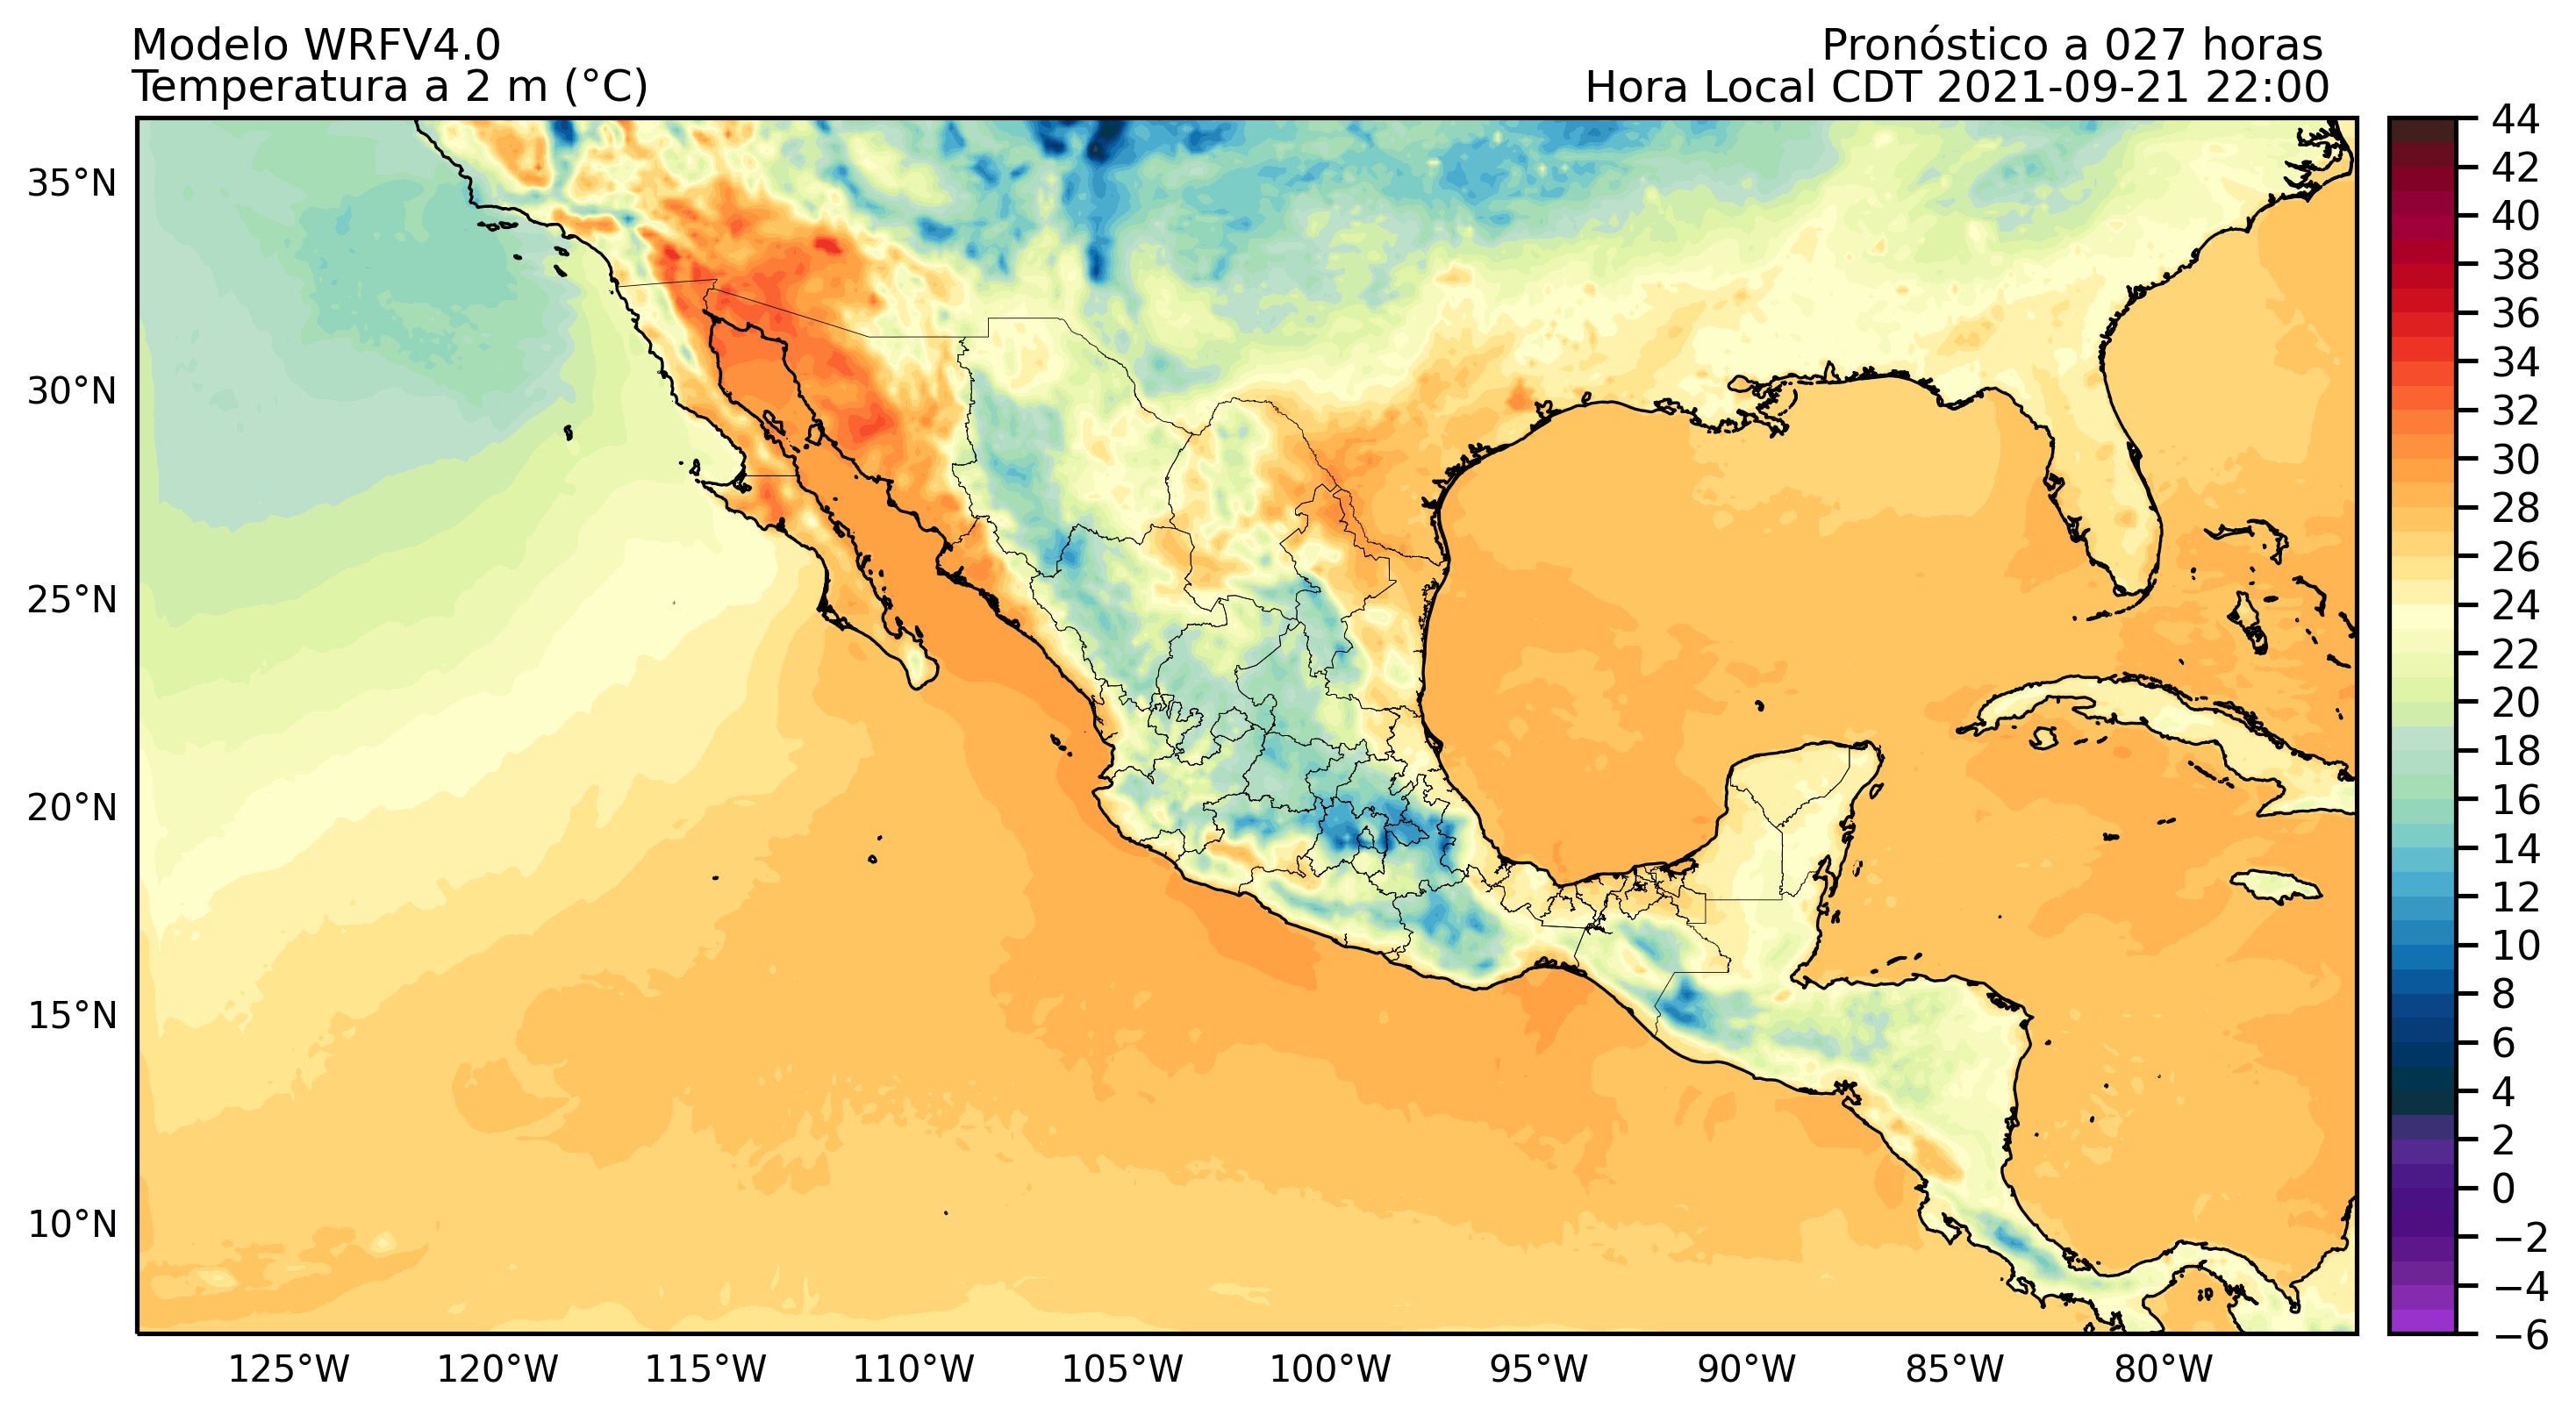 Modelo WRFV4.0
Temperatura a 2 m (°C)
Pronóstico a 027 horas
Hora Local CDT 2021-09-21 22:00
35°N
30°N
25°N
20°N
15°N
10°N
125°W
120°W
115°W
110°W
105°W
100°W
95°W
90°W
85°W
80°W
44
42
40
38
36
34
32
30
28
26
24
22
20
18
16
14
12
10
8
6
4
2
0
−2
−4
−6